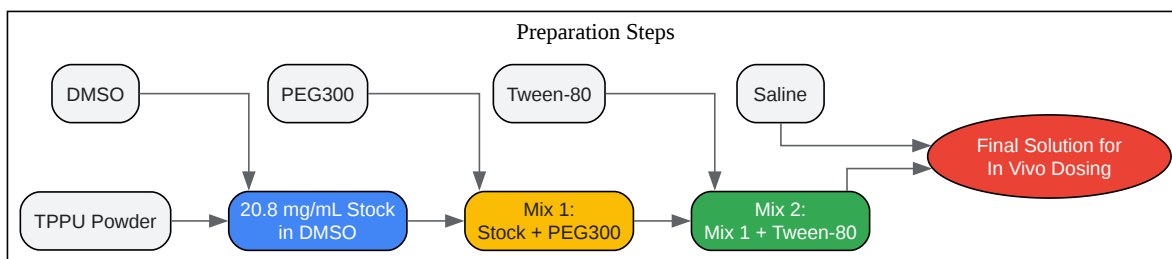 Preparation Steps
DMSO
PEG300
Tween-80
Saline
Final Solution for
In Vivo Dosing
TPPU Powder
20.8 mg/mL Stock
in DMSO
Mix 1:
Stock + PEG300
Mix 2:
Mix 1 + Tween-80